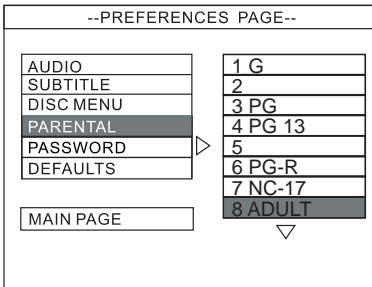 --PREFERENCES PAGE--
AUDIO
SUBTITLE
DISC MENU
PARENTAL
PASSWORD
DEFAULTS
MAIN PAGE
1 G
2
3 PG
4 PG 13
5
6 PG-R
7 NC-17
8 ADULT